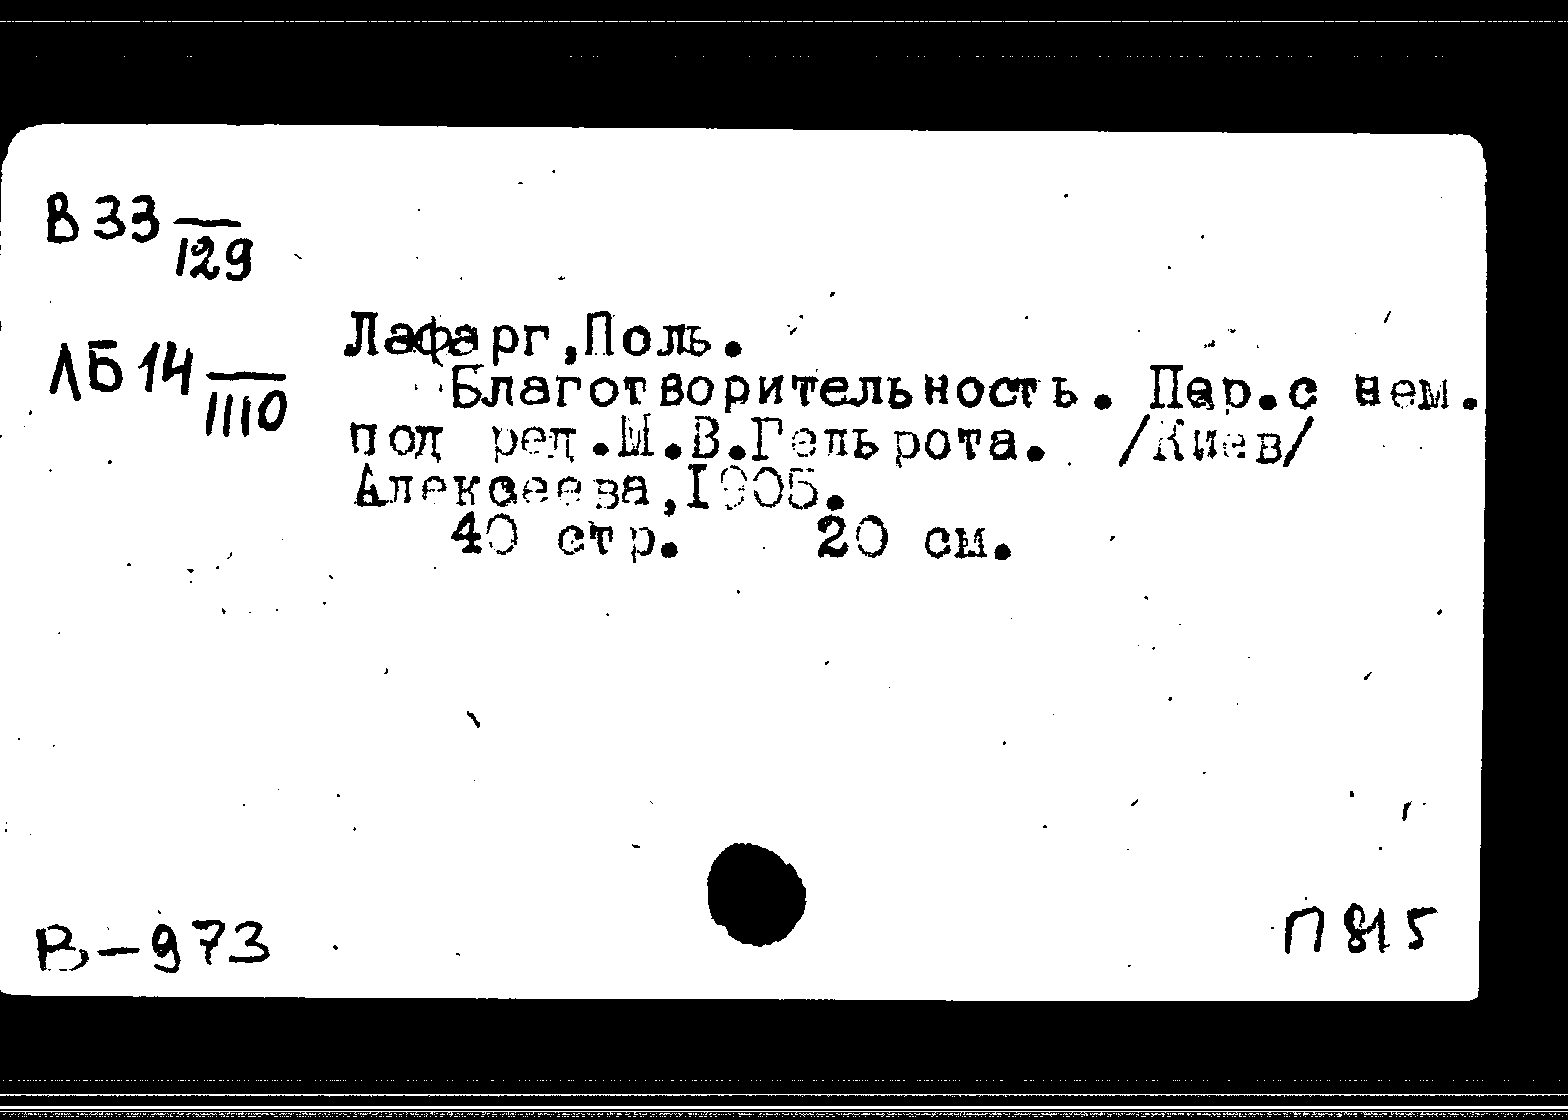 В 33
129
ЛБ 14
1110
Лафарг,Поль.
Благотворительность. Пер.с нем.
под ред.М.В.Гельрота. /Киев/
Алексеева,I905.
40 стр. 20 см.
В-973
П 815